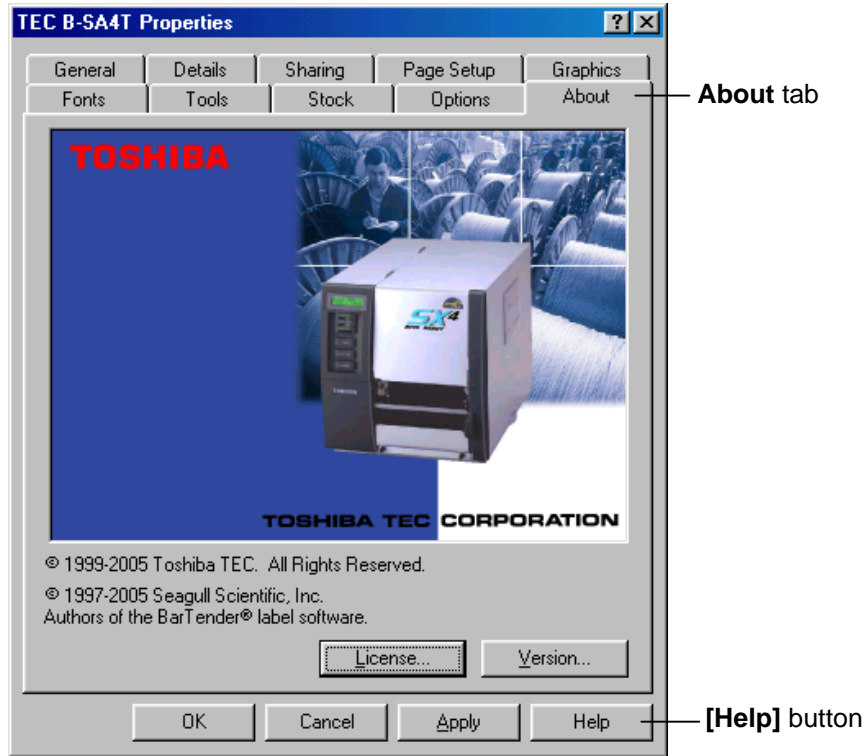 TEC B-SA4T Properties
General Details Sharing Page Setup Graphics
Fonts Tools Stock Options About
About tab
TOSHIBA
SX4
TOSHIBA TEC CORPORATION
© 1999-2005 Toshiba TEC. All Rights Reserved.
© 1997-2005 Seagull Scientific, Inc.
Authors of the BarTender® label software.
License... Version...
OK Cancel Apply Help
[Help] button